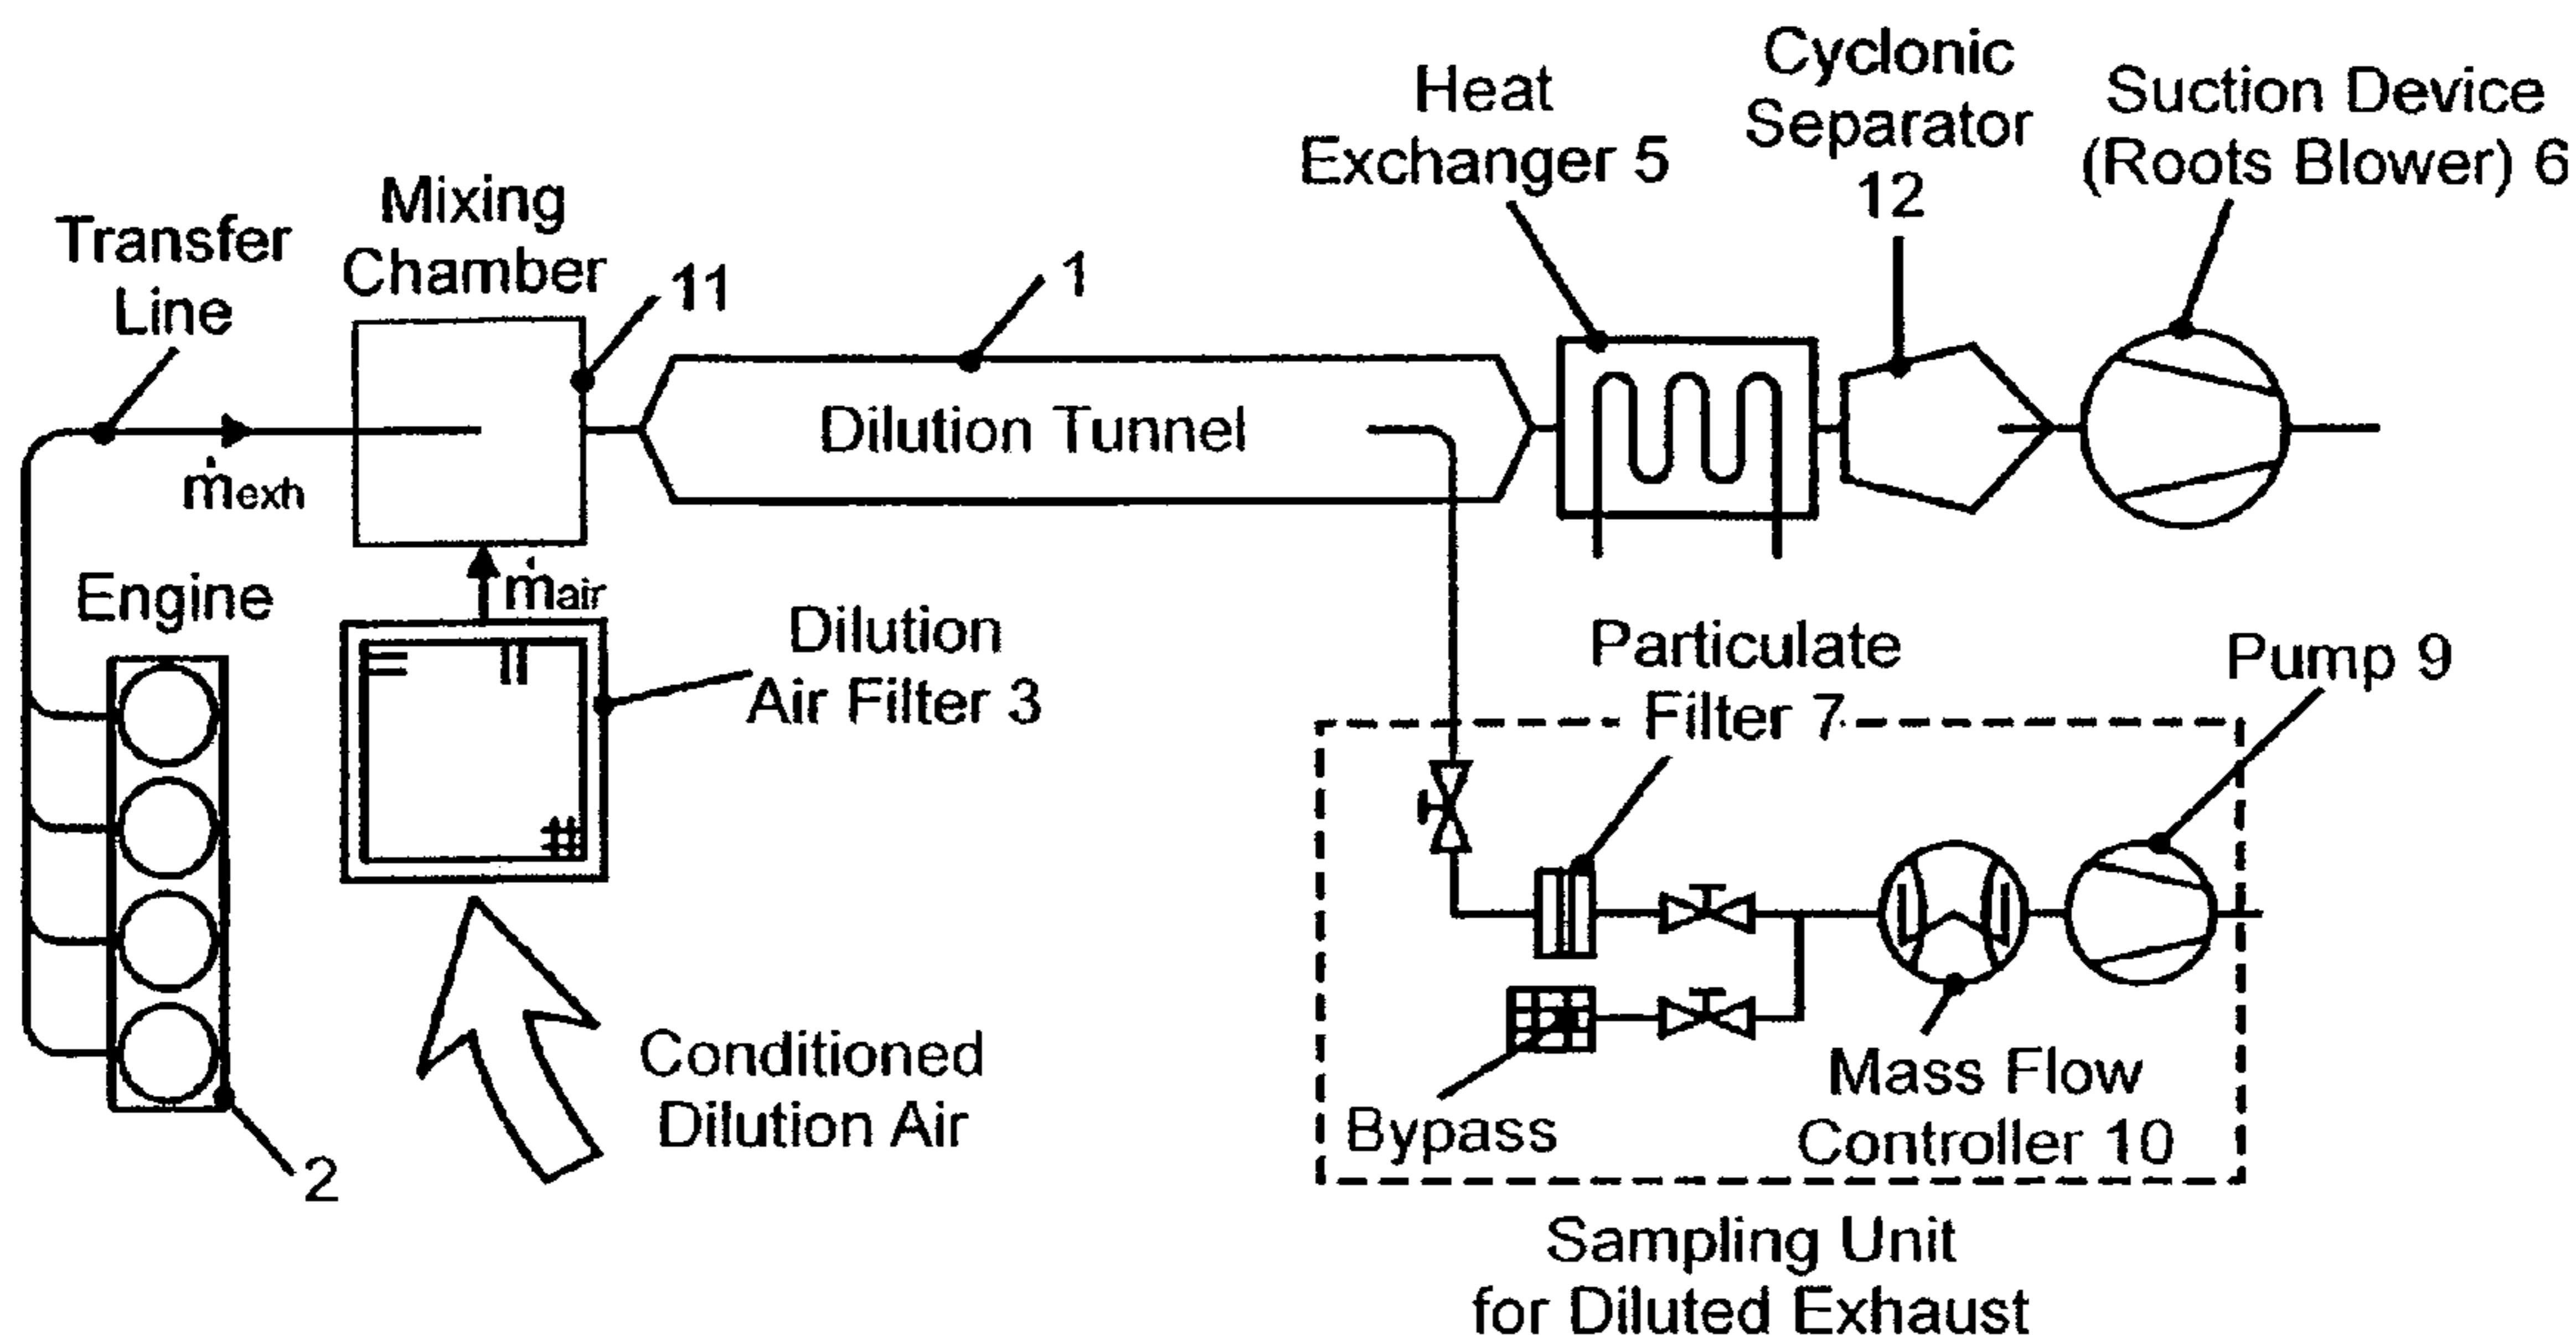 Transfer
Line
Mixing
Chamber
11
1
Heat
Exchanger 5
Cyclonic
Separator
12
Suction Device
(Roots Blower) 6
Dilution Tunnel
ṁexh
ṁair
Engine
2
Dilution
Air Filter 3
Conditioned
Dilution Air
Particulate
Filter 7
Pump 9
Bypass
Mass Flow
Controller 10
Sampling Unit
for Diluted Exhaust